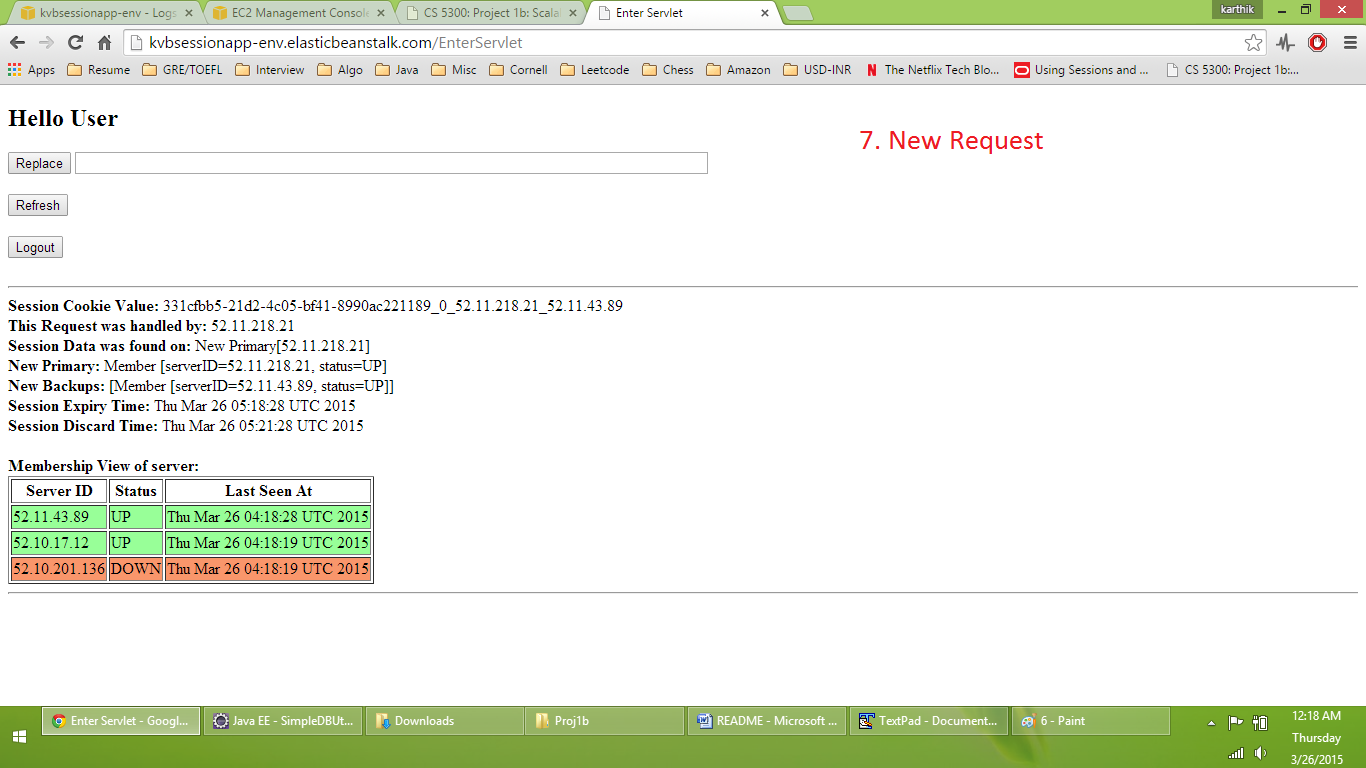 kvbsessionapp-env - Logs
EC2 Management Console
CS 5300: Project 1b: Scala
Enter Servlet
karthik
kvbsessionapp-env.elasticbeanstalk.com/EnterServlet
Apps Resume GRE/TOEFL Interview Algo Java Misc Cornell Leetcode Chess Amazon USD-INR The Netflix Tech Blo... Using Sessions and ... CS 5300: Project 1b:...
Hello User
7. New Request
Replace
Refresh
Logout
Session Cookie Value: 331cfbb5-21d2-4c05-bf41-8990ac221189_0_52.11.218.21_52.11.43.89
This Request was handled by: 52.11.218.21
Session Data was found on: New Primary[52.11.218.21]
New Primary: Member [serverID=52.11.218.21, status=UP]
New Backups: [Member [serverID=52.11.43.89, status=UP]]
Session Expiry Time: Thu Mar 26 05:18:28 UTC 2015
Session Discard Time: Thu Mar 26 05:21:28 UTC 2015
Membership View of server:
Server ID Status Last Seen At
52.11.43.89 UP Thu Mar 26 04:18:28 UTC 2015
52.10.17.12 UP Thu Mar 26 04:18:19 UTC 2015
52.10.201.136 DOWN Thu Mar 26 04:18:19 UTC 2015
Enter Servlet - Googl... Java EE - SimpleDBUt... Downloads Proj1b README - Microsoft ... TextPad - Document... 6 - Paint
12:18 AM
Thursday
3/26/2015